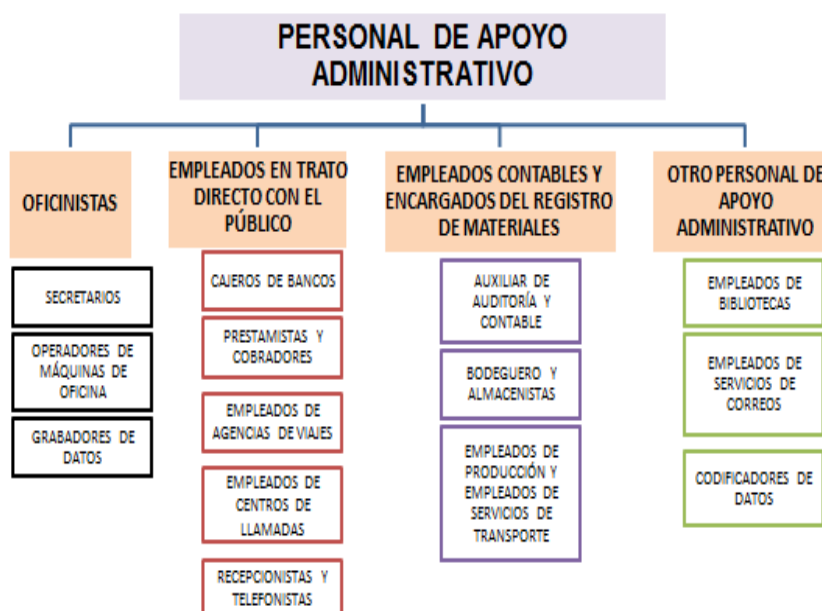 PERSONAL DE APOYO
ADMINISTRATIVO
OFICINISTAS
SECRETARIOS
OPERADORES DE
MÁQUINAS DE
OFICINA
GRABADORES DE
DATOS
EMPLEADOS EN TRATO
DIRECTO CON EL
PÚBLICO
CAJEROS DE BANCOS
PRESTAMISTAS Y
COBRADORES
EMPLEADOS DE
AGENCIAS DE VIAJES
EMPLEADOS DE
CENTROS DE
LLAMADAS
RECEPCIONISTAS Y
TELEFONISTAS
EMPLEADOS CONTABLES Y
ENCARGADOS DEL REGISTRO
DE MATERIALES
AUXILIAR DE
AUDITORÍA Y
CONTABLE
BODEGUERO Y
ALMACENISTAS
EMPLEADOS DE
PRODUCCIÓN Y
EMPLEADOS DE
SERVICIOS DE
TRANSPORTE
OTRO PERSONAL DE
APOYO
ADMINISTRATIVO
EMPLEADOS DE
BIBLIOTECAS
EMPLEADOS DE
SERVICIOS DE
CORREOS
CODIFICADORES DE
DATOS